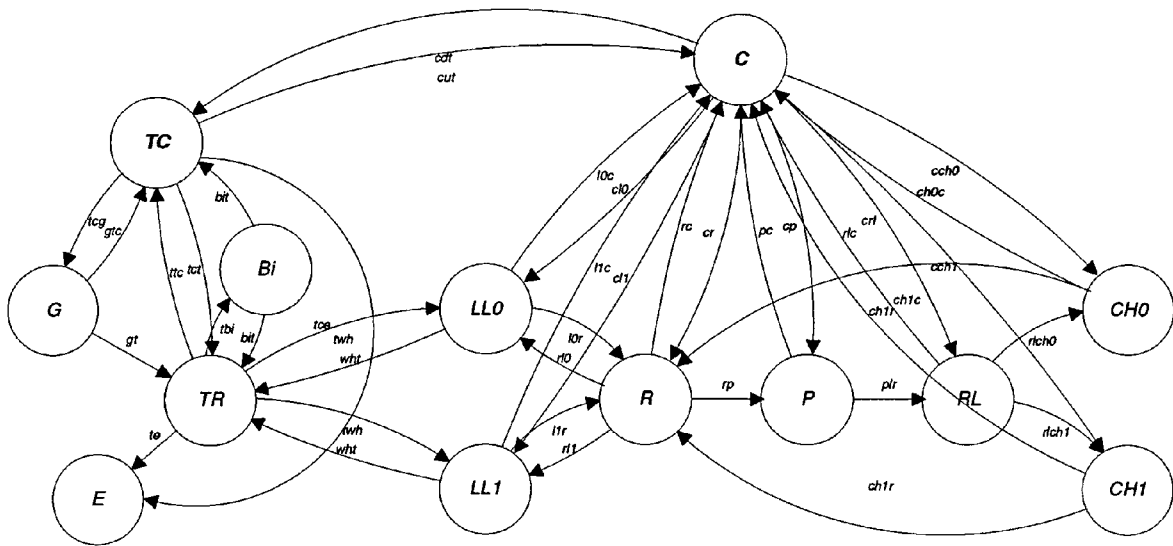 C
cdt
cut
TC
l0c
cl0
cch0
ch0c
bit
tcg
gtc
ttc
tct
Bi
rc
cr
pc
cp
rlc
crl
l1c
cl1
cch1
ch1c
ch1r
G
LL0
CH0
tbi
bit
tce
twh
wht
gt
l0r
rl0
rlch0
TR
R
rp
P
plr
RL
te
twh
wht
l1r
rl1
rlch1
E
LL1
ch1r
CH1